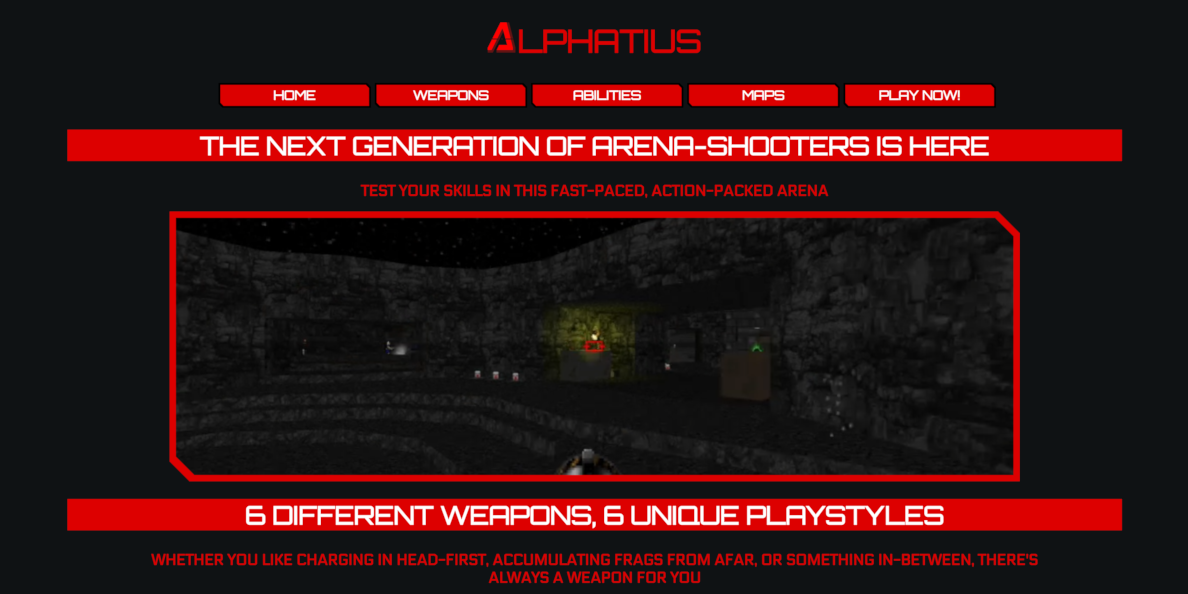 ALPHATIUS
HOME
WEAPONS
ABILITIES
MAPS
PLAY NOW!
THE NEXT GENERATION OF ARENA-SHOOTERS IS HERE
TEST YOUR SKILLS IN THIS FAST-PACED, ACTION-PACKED ARENA
6 DIFFERENT WEAPONS, 6 UNIQUE PLAYSTYLES
WHETHER YOU LIKE CHARGING IN HEAD-FIRST, ACCUMULATING FRAGS FROM AFAR, OR SOMETHING IN-BETWEEN, THERE'S
ALWAYS A WEAPON FOR YOU